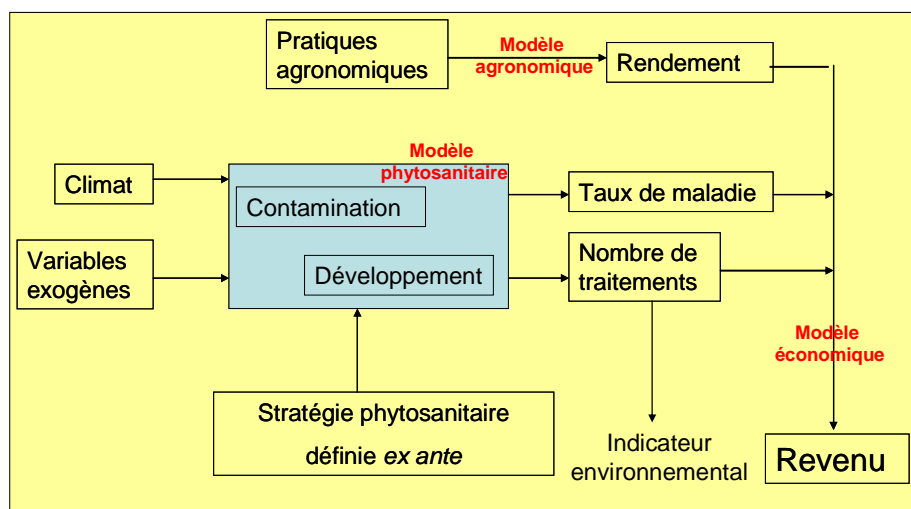 Pratiques
agronomiques
Modèle
agronomique
Rendement
Climat
Modèle
phytosanitaire
Contamination
Taux de maladie
Variables
exogènes
Développement
Nombre de
traitements
Modèle
économique
Stratégie phytosanitaire
définie ex ante
Indicateur
environnemental
Revenu